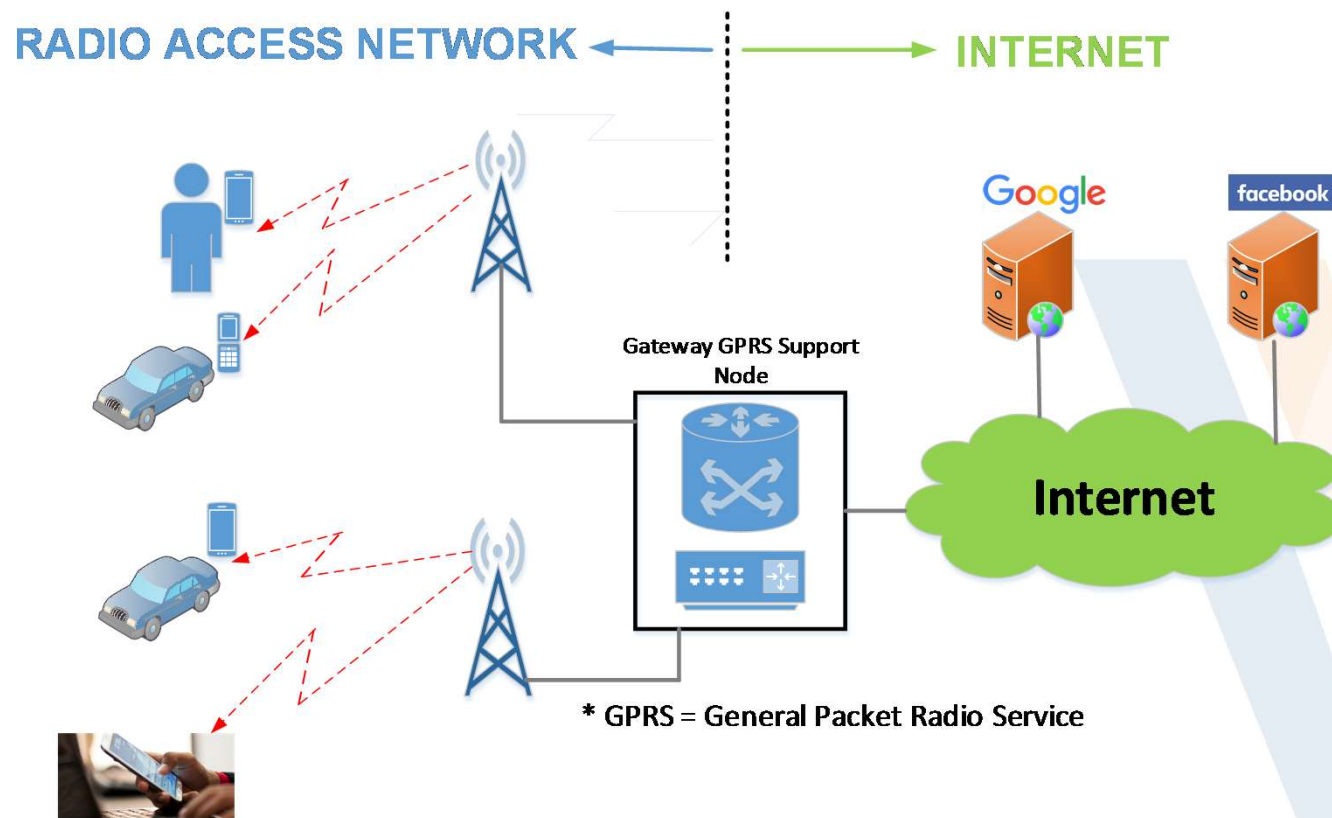 RADIO ACCESS NETWORK
INTERNET
Google
facebook
Gateway GPRS Support
Node
Internet
* GPRS = General Packet Radio Service